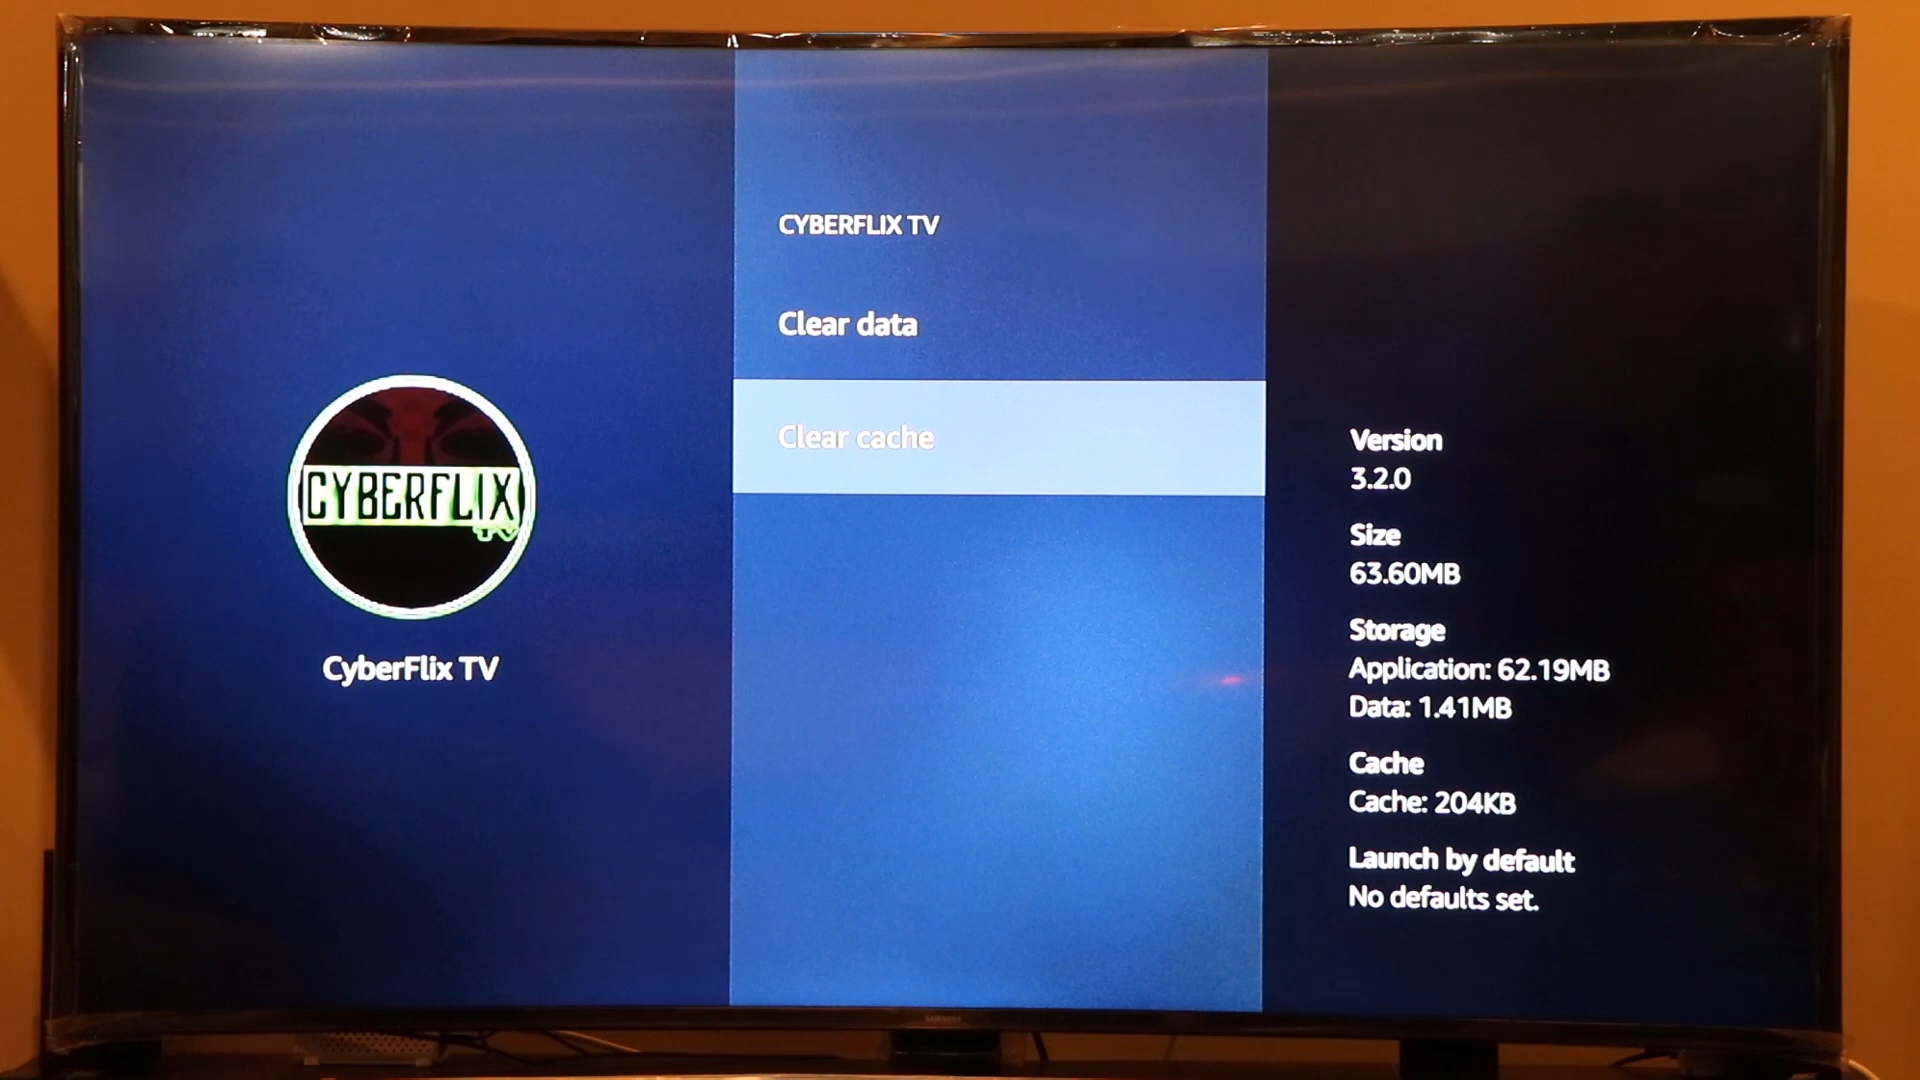 CYBERFLIX TV
Clear data
Clear cache
CYBERFLIX
TV
CyberFlix TV
Version
3.2.0
Size
63.60MB
Storage
Application: 62.19MB
Data: 1.41MB
Cache
Cache: 204KB
Launch by default
No defaults set.
SAMSUNG